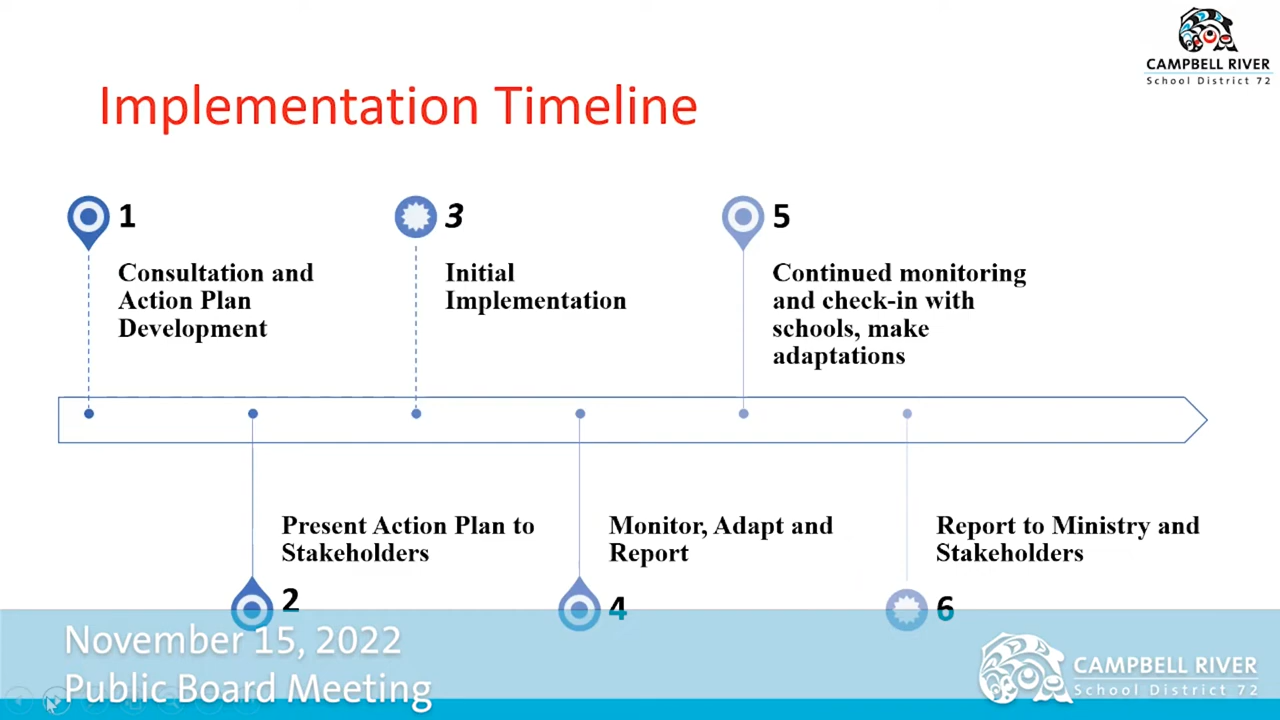 CAMPBELL RIVER
School District 72
Implementation Timeline
1
Consultation and
Action Plan
Development
3
Initial
Implementation
5
Continued monitoring
and check-in with
schools, make
adaptations
Present Action Plan to
Stakeholders
2
Monitor, Adapt and
Report
4
Report to Ministry and
Stakeholders
6
November 15, 2022
Public Board Meeting
CAMPBELL RIVER
School District 72